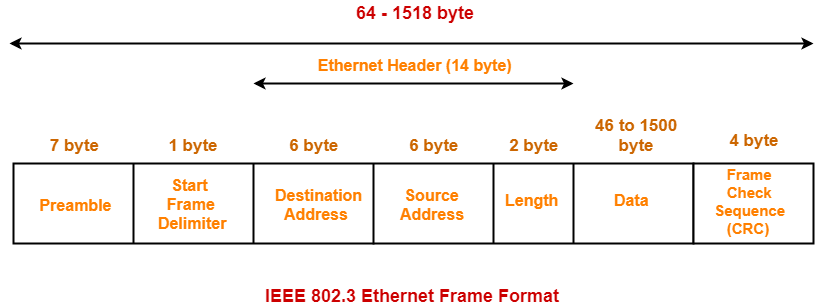 64 - 1518 byte
Ethernet Header (14 byte)
7 byte
1 byte
6 byte
6 byte
2 byte
46 to 1500
byte
4 byte
Preamble
Start
Frame
Delimiter
Destination
Address
Source
Address
Length
Data
Frame
Check
Sequence
(CRC)
IEEE 802.3 Ethernet Frame Format